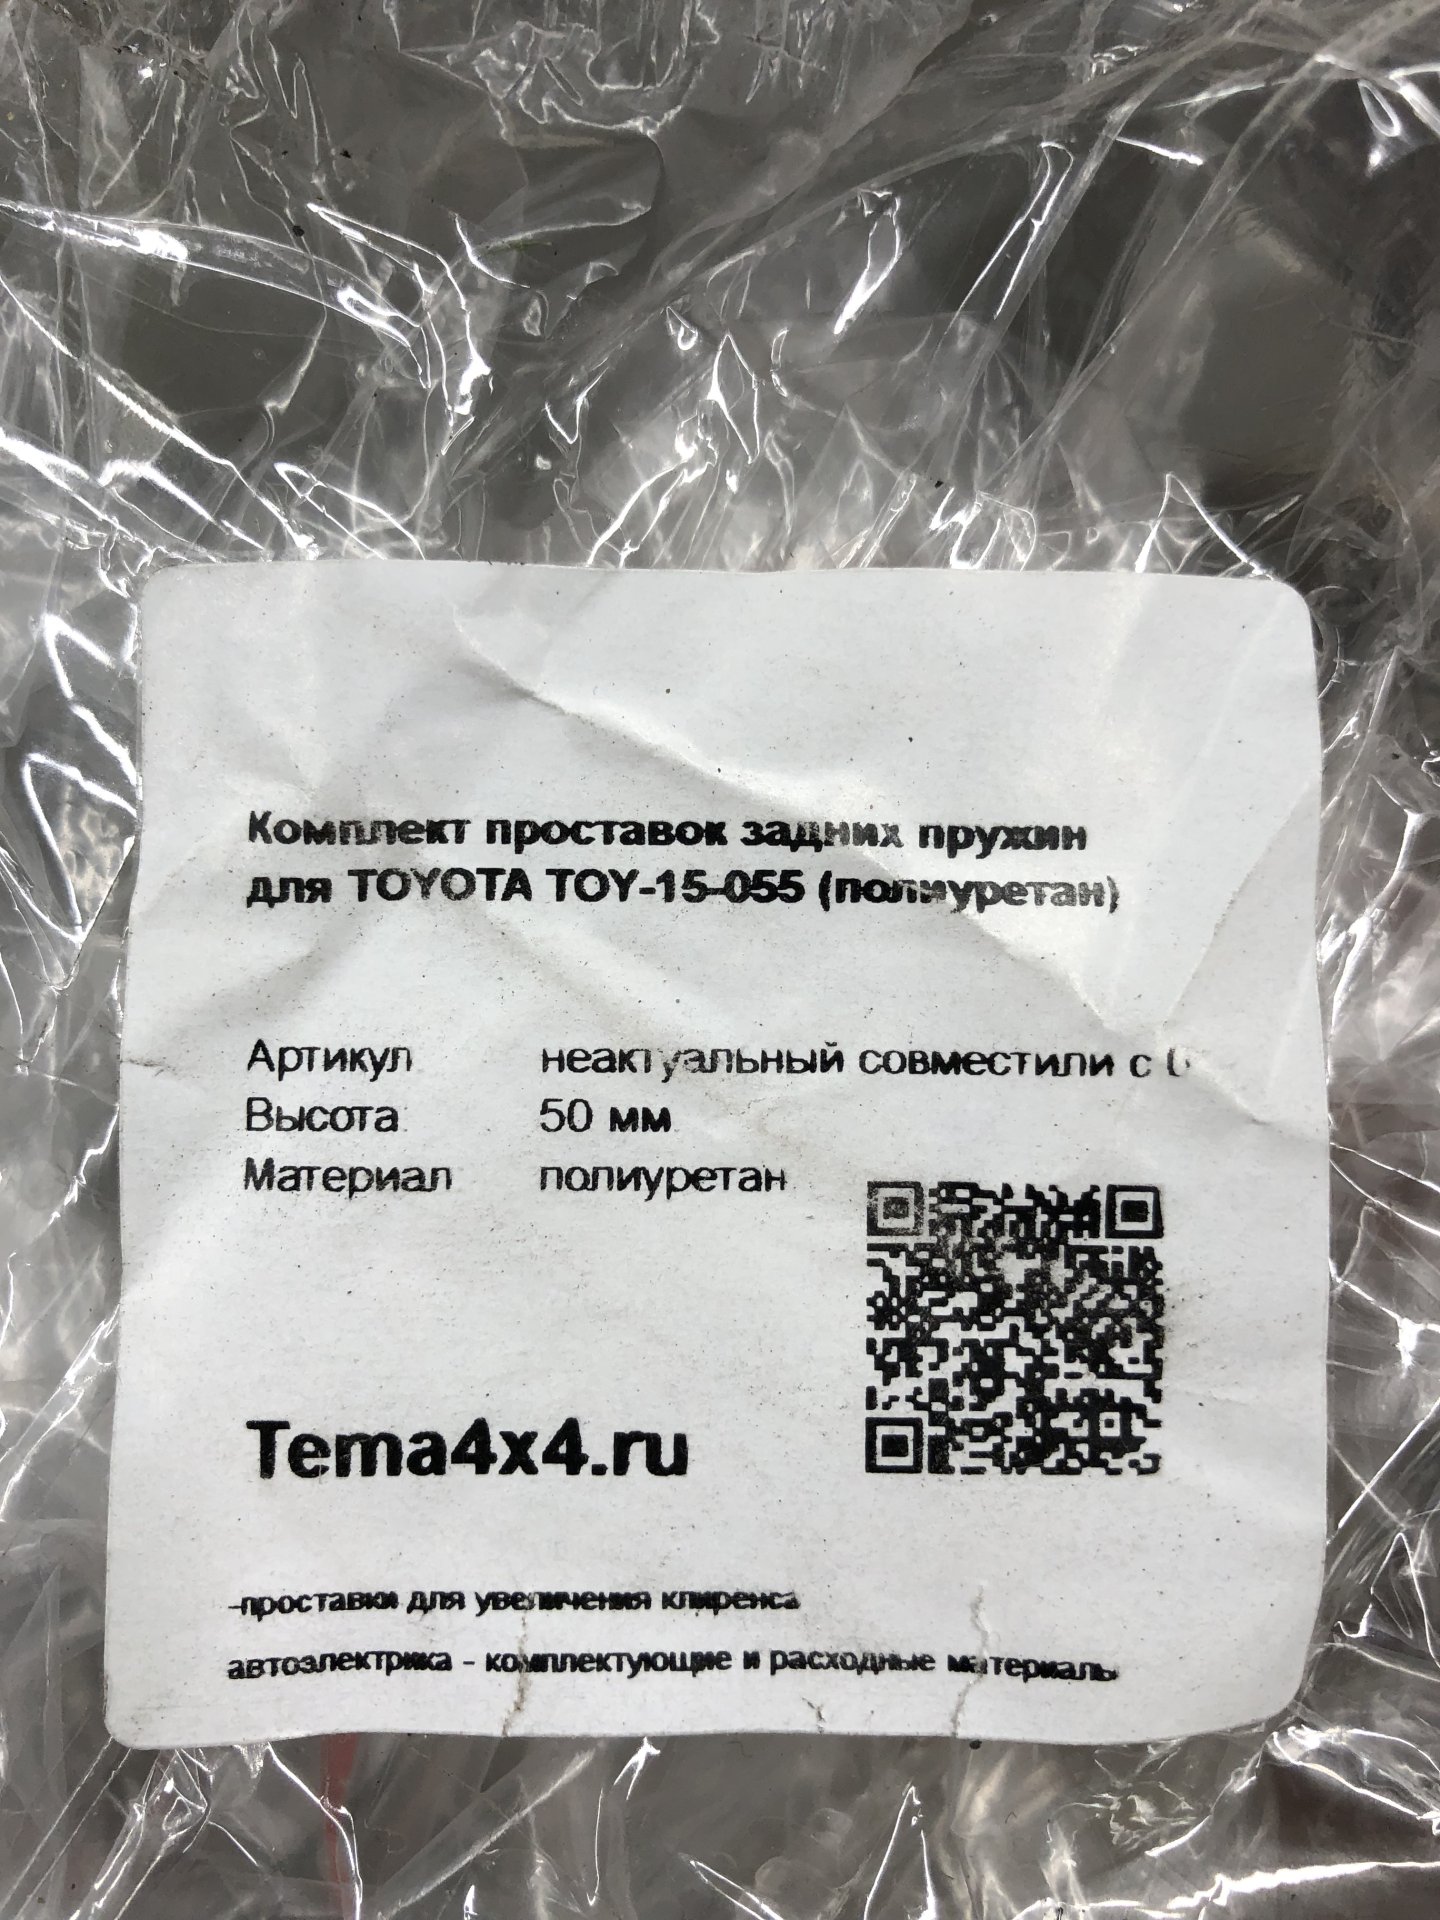 Комплект проставок задних пружин
для TOYOTA TOY-15-055 (полиуретан)
Артикул неактуальный совместили с
Высота 50 мм
Материал полиуретан
Tema4x4.ru
-проставки для увеличения клиренса
автоэлектрика - комплектующие и расходные материалы